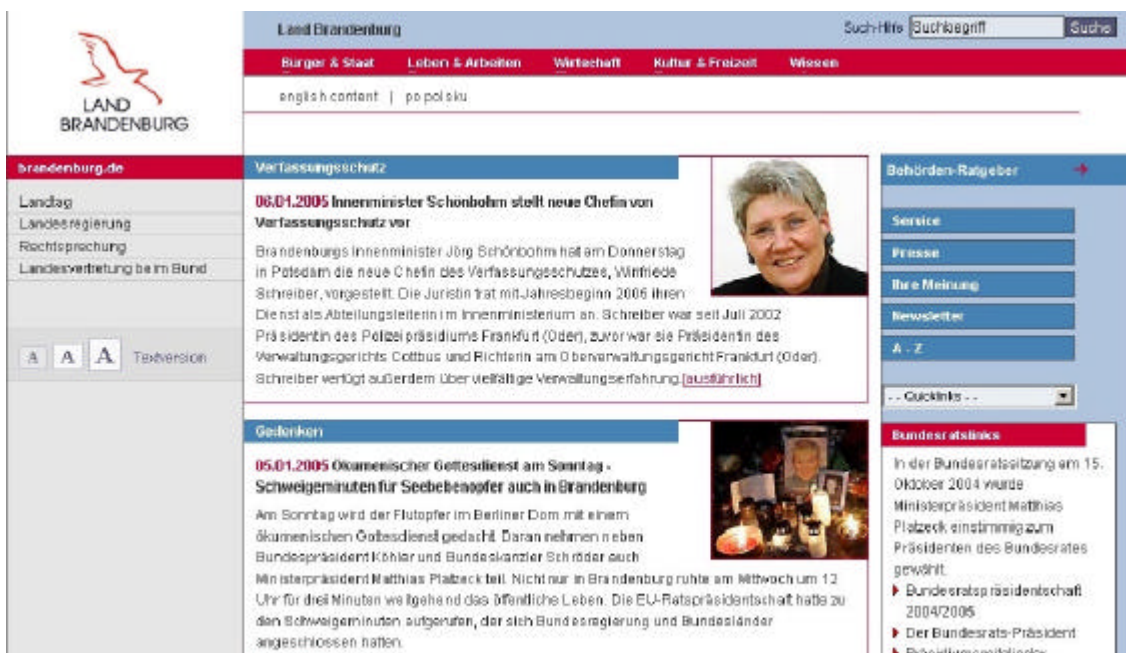 LAND
BRANDENBURG
Land Brandenburg
Such-Hilfe Suchbegriff Suche
Bürger & Staat Leben & Arbeiten Wirtschaft Kultur & Freizeit Wissen
english content | po polsku
brandenburg.de
Landtag
Landesregierung
Rechtsprechung
Landesvertretung beim Bund
A A A Textversion
Verfassungsschutz
06.01.2005 Innenminister Schönbohm stellt neue Chefin von
Verfassungsschutz vor
Brandenburgs Innenminister Jörg Schönbohm hat am Donnerstag
in Potsdam die neue Chefin des Verfassungsschutzes, Winfriede
Schreiber, vorgestellt. Die Juristin trat mit Jahresbeginn 2005 ihren
Dienst als Abteilungsleiterin im Innenministerium an. Schreiber war seit Juli 2002
Präsidentin des Polizeipräsidiums Frankfurt (Oder), zuvor war sie Präsidentin des
Verwaltungsgerichts Cottbus und Richterin am Oberverwaltungsgericht Frankfurt (Oder).
Schreiber verfügt außerdem über vielfältige Verwaltungserfahrung.[ausführlich]
Gedenken
05.01.2005 Ökumenischer Gottesdienst am Sonntag -
Schweigeminuten für Seebebenopfer auch in Brandenburg
Am Sonntag wird der Flutopfer im Berliner Dom mit einem
ökumenischen Gottesdienst gedacht. Daran nehmen neben
Bundespräsident Köhler und Bundeskanzler Schröder auch
Ministerpräsident Matthias Platzeck teil. Nicht nur in Brandenburg ruhte am Mittwoch um 12
Uhr für drei Minuten weitgehend das öffentliche Leben. Die EU-Ratspräsidentschaft hatte zu
den Schweigeminuten aufgerufen, der sich Bundesregierung und Bundesländer
angeschlossen hatten.
Behörden-Ratgeber
Service
Presse
Ihre Meinung
Newsletter
A - Z
- - Quicklinks - -
Bundesratslinks
In der Bundesratssitzung am 15.
Oktober 2004 wurde
Ministerpräsident Matthias
Platzeck einstimmig zum
Präsidenten des Bundesrates
gewählt.
Bundesratspräsidentschaft
2004/2005
Der Bundesrats-Präsident